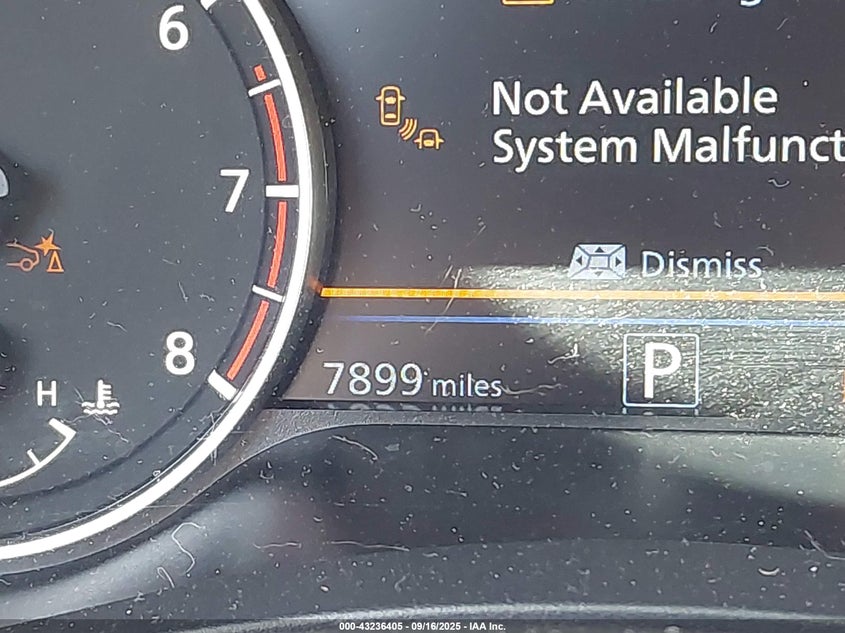 6
Not Available
System Malfunct
7
Dismiss
8
7899 miles
P
H
000-43236405 - 09/16/2025 - IAA Inc.